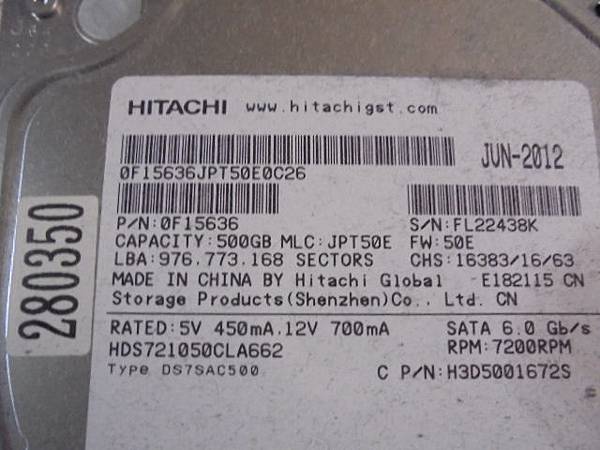 HITACHI www.hitachigst.com
0F15636JPT50E0C26
JUN-2012
P/N:0F15636 S/N:FL22438K
CAPACITY:500GB MLC:JPT50E FW:50E
LBA:976.773.168 SECTORS CHS:16383/16/63
MADE IN CHINA BY Hitachi Global E182115 CN
Storage Products(Shenzhen)Co.. Ltd. CN
RATED:5V 450mA.12V 700mA SATA 6.0 Gb/s
HDS721050CLA662 RPM:7200RPM
Type DS7SAC500 C P/N:H3D5001672S
280350